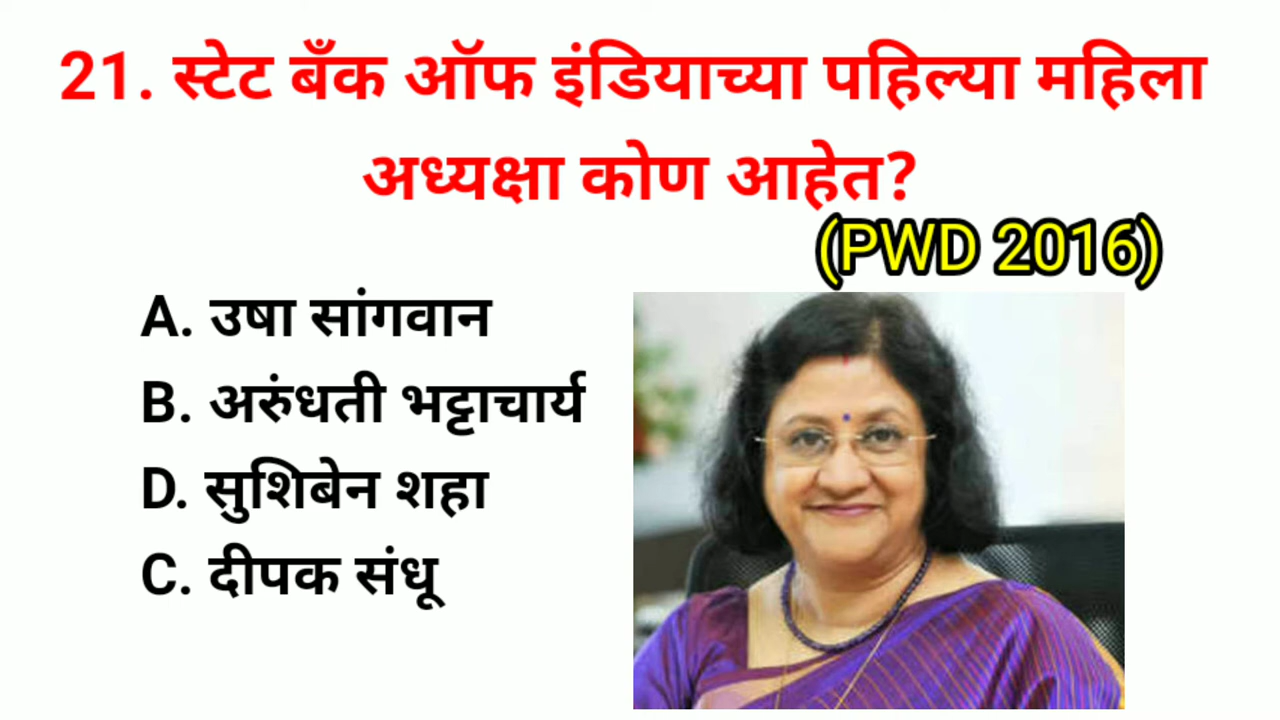 21. स्टेट बँक ऑफ इंडियाच्या पहिल्या महिला
अध्यक्षा कोण आहेत?
(PWD 2016)
A. उषा सांगवान
B. अरुंधती भट्टाचार्य
D. सुशिबेन शहा
C. दीपक संधू